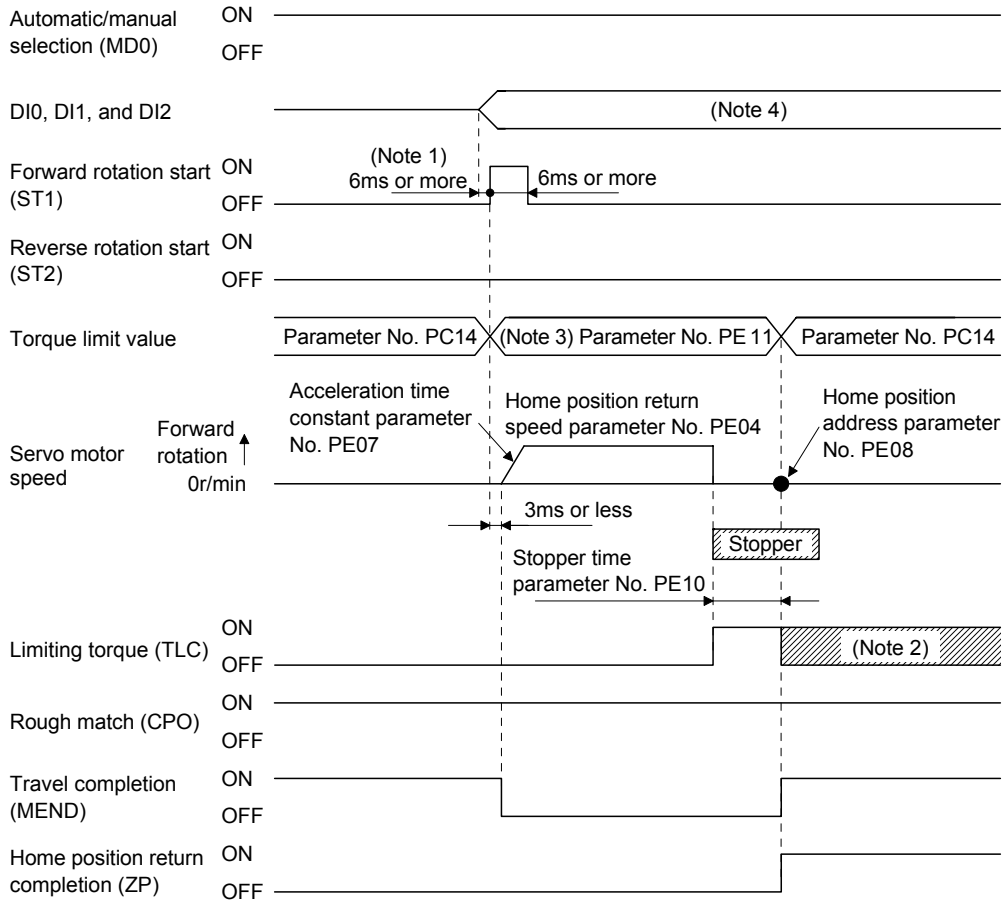 Automatic/manual
selection (MD0)
ON
OFF
DI0, DI1, and DI2
(Note 4)
Forward rotation start
(ST1)
ON
OFF
(Note 1)
6ms or more
6ms or more
Reverse rotation start
(ST2)
ON
OFF
Torque limit value
Parameter No. PC14
(Note 3) Parameter No. PE11
Parameter No. PC14
Servo motor
speed
Forward
rotation
0r/min
Acceleration time
constant parameter
No. PE07
Home position return
speed parameter No. PE04
Home position
address parameter
No. PE08
3ms or less
Stopper
Stopper time
parameter No. PE10
Limiting torque (TLC)
ON
OFF
(Note 2)
Rough match (CPO)
ON
OFF
Travel completion
(MEND)
ON
OFF
Home position return
completion (ZP)
ON
OFF